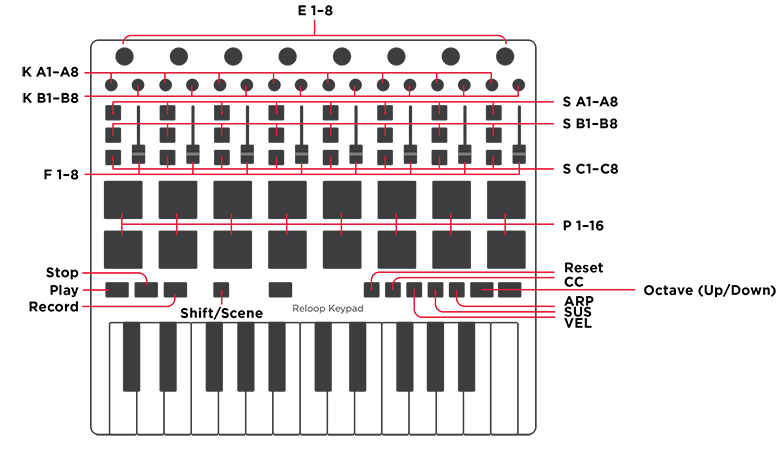 E 1–8
K A1–A8
K B1–B8
S A1–A8
S B1–B8
S C1–C8
F 1–8
P 1–16
Stop
Play
Record
Shift/Scene
Reloop Keypad
Reset
CC
Octave (Up/Down)
ARP
SUS
VEL